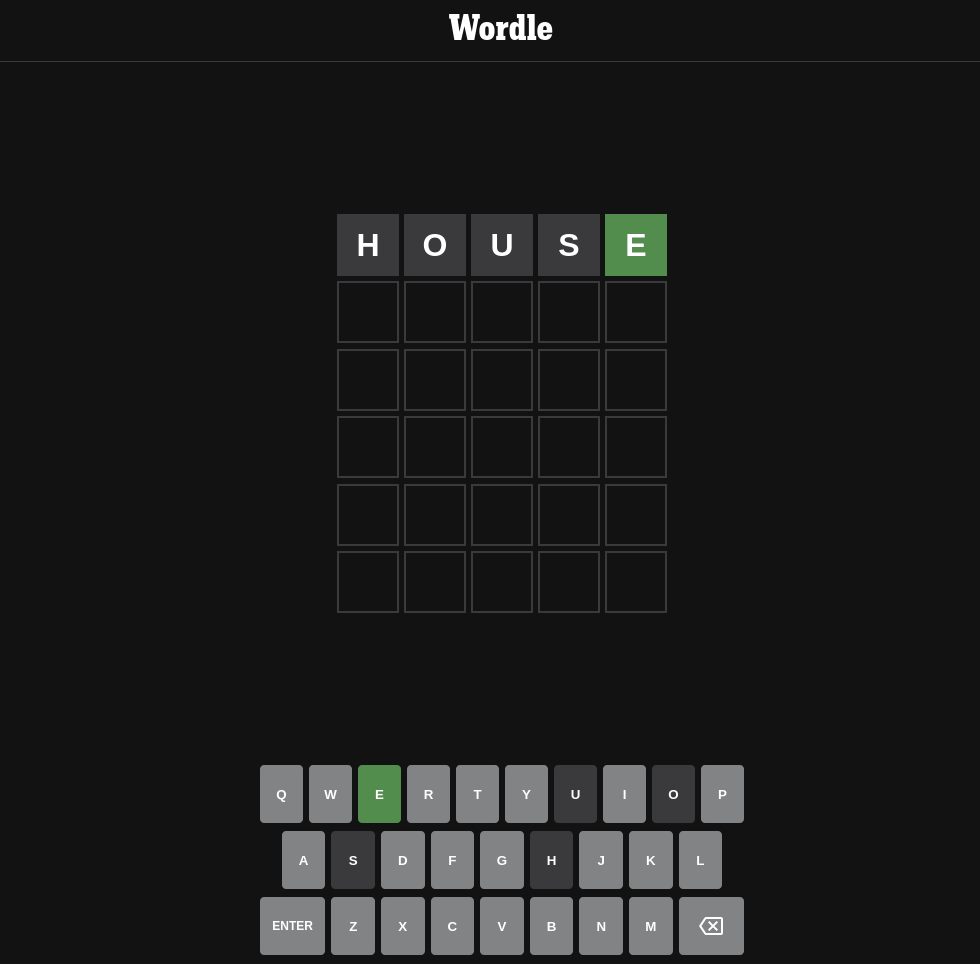 Wordle
H O U S E
Q W E R T Y U I O P
A S D F G H J K L
ENTER Z X C V B N M